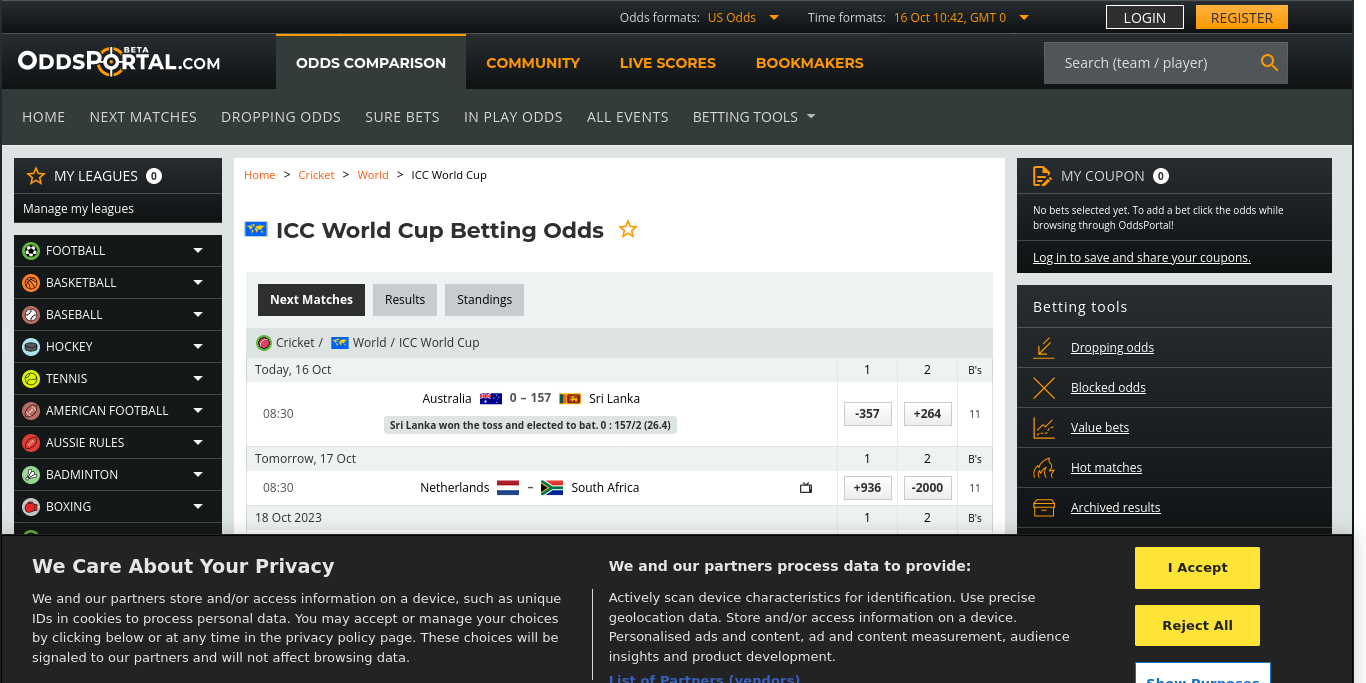 Odds formats: US Odds Time formats: 16 Oct 10:42, GMT 0 LOGIN REGISTER
ODDSPORTAL.COM BETA ODDS COMPARISON COMMUNITY LIVE SCORES BOOKMAKERS Search (team / player)
HOME NEXT MATCHES DROPPING ODDS SURE BETS IN PLAY ODDS ALL EVENTS BETTING TOOLS
MY LEAGUES 0
Manage my leagues
FOOTBALL
BASKETBALL
BASEBALL
HOCKEY
TENNIS
AMERICAN FOOTBALL
AUSSIE RULES
BADMINTON
BOXING
Home > Cricket > World > ICC World Cup
ICC World Cup Betting Odds
Next Matches Results Standings
Cricket / World / ICC World Cup
Today, 16 Oct 1 2 B's
Australia 0 – 157 Sri Lanka
08:30 -357 +264 11
Sri Lanka won the toss and elected to bat. 0 : 157/2 (26.4)
Tomorrow, 17 Oct 1 2 B's
08:30 Netherlands – South Africa +936 -2000 11
18 Oct 2023 1 2 B's
MY COUPON 0
No bets selected yet. To add a bet click the odds while
browsing through OddsPortal!
Log in to save and share your coupons.
Betting tools
Dropping odds
Blocked odds
Value bets
Hot matches
Archived results
We Care About Your Privacy
We and our partners store and/or access information on a device, such as unique
IDs in cookies to process personal data. You may accept or manage your choices
by clicking below or at any time in the privacy policy page. These choices will be
signaled to our partners and will not affect browsing data.
We and our partners process data to provide:
Actively scan device characteristics for identification. Use precise
geolocation data. Store and/or access information on a device.
Personalised ads and content, ad and content measurement, audience
insights and product development.
List of Partners (vendors)
I Accept
Reject All
Show Purposes